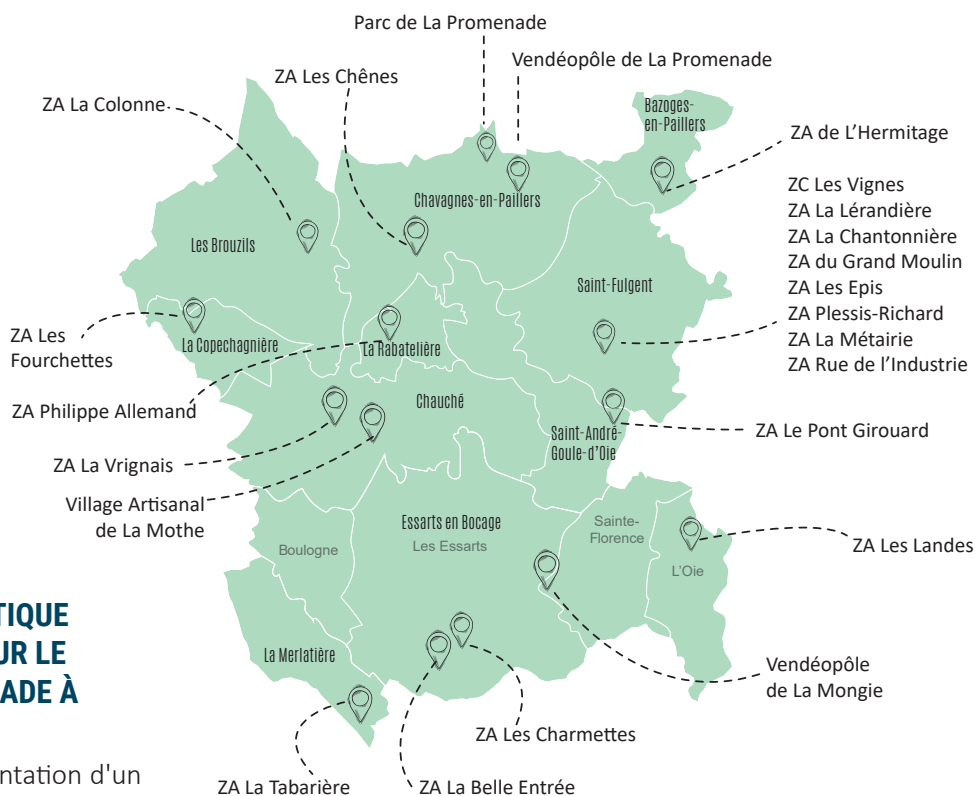 Parc de La Promenade
Vendéopôle de La Promenade
ZA Les Chênes
ZA La Colonne
Bazoges-
en-Paillers
ZA de L'Hermitage
ZC Les Vignes
ZA La Lérandière
ZA La Chantonnière
ZA du Grand Moulin
ZA Les Epis
ZA Plessis-Richard
ZA La Métairie
ZA Rue de l'Industrie
Chavagnes-en-Paillers
Les Brouzils
Saint-Fulgent
ZA Les
Fourchettes
La Copechagnière
La Rabatelière
ZA Philippe Allemand
Chauché
Saint-André-
Goule-d'Oie
ZA Le Pont Girouard
ZA La Vrignais
Village Artisanal
de La Mothe
Essarts en Bocage
Les Essarts
Boulogne
Sainte-
Florence
L'Oie
ZA Les Landes
La Merlatière
Vendéopôle
de La Mongie
ZA Les Charmettes
ZA La Tabarière
ZA La Belle Entrée
TIQUE
UR LE
ADE À
ntation d'un